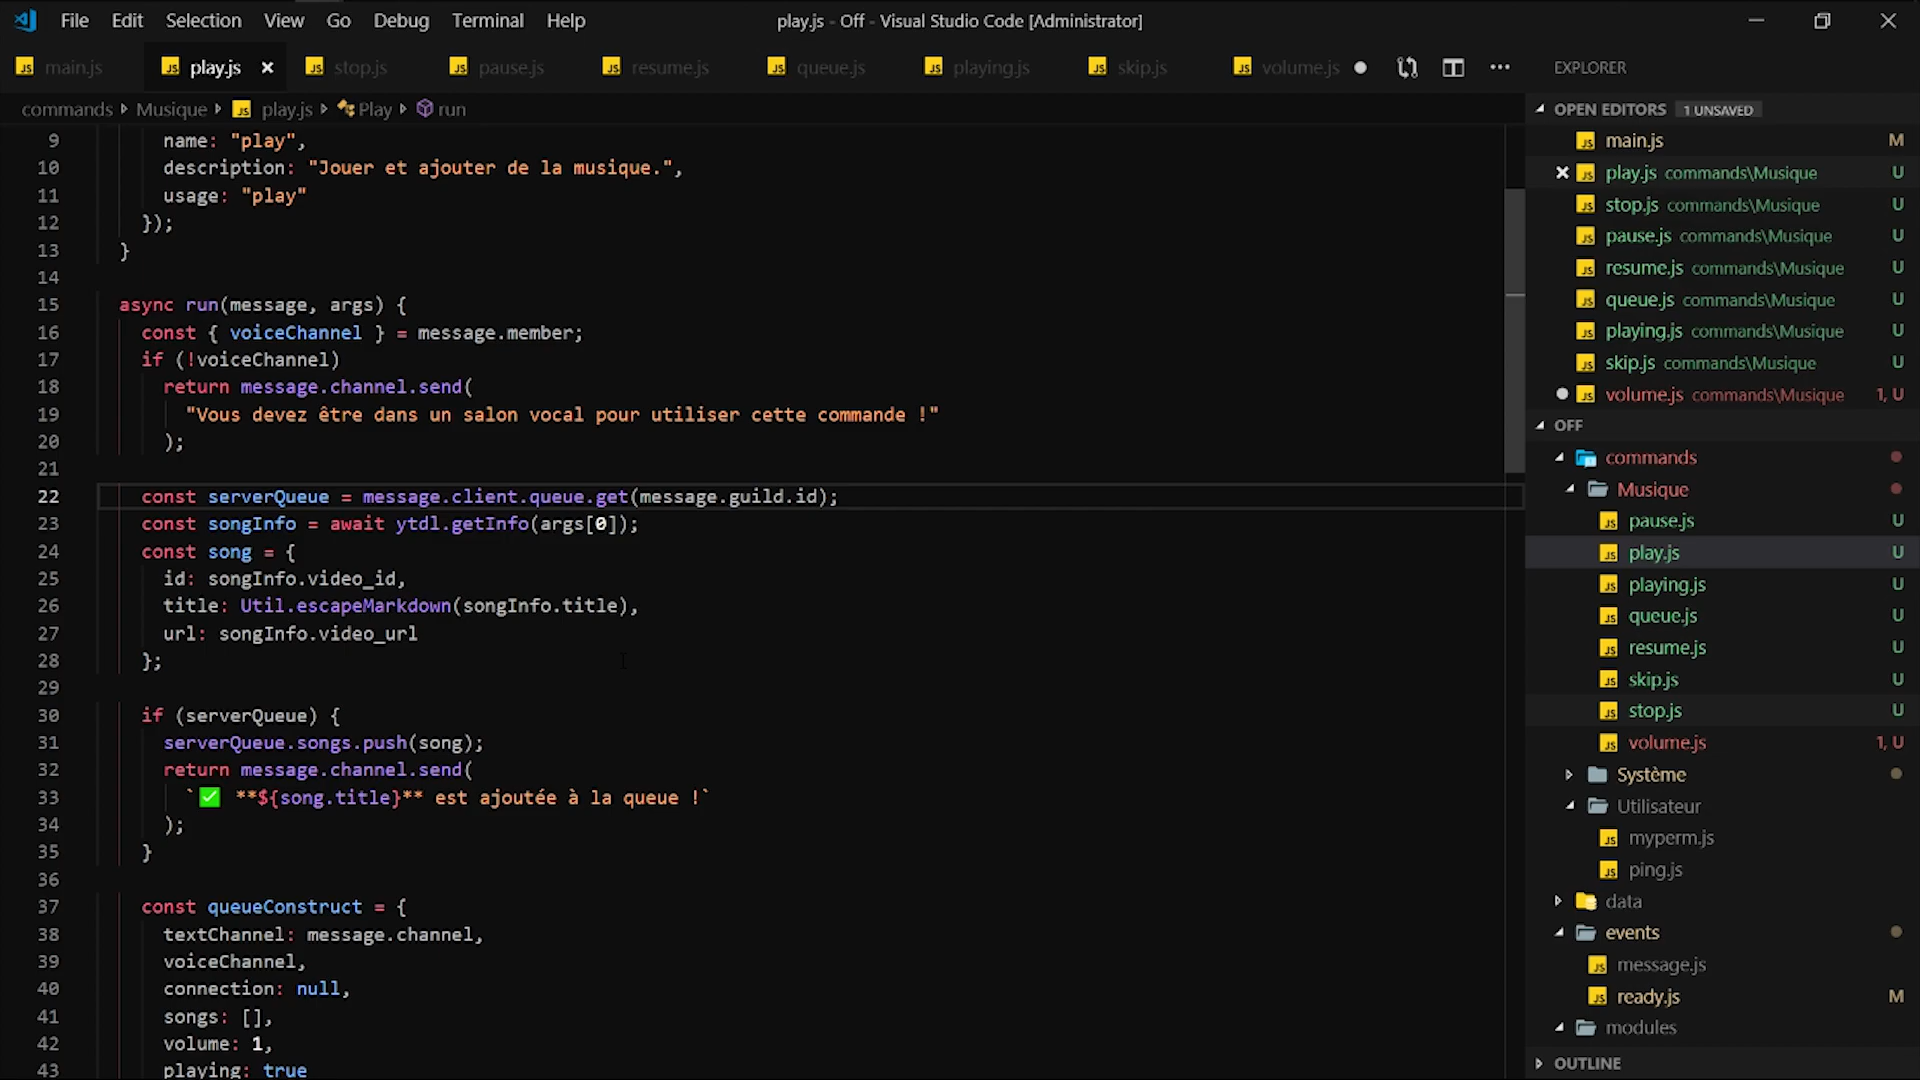 File Edit Selection View Go Debug Terminal Help
play.js - Off - Visual Studio Code [Administrator]
JS main.js
JS play.js
JS stop.js
JS pause.js
JS resume.js
JS queue.js
JS playing.js
JS skip.js
JS volume.js
commands Musique JS play.js Play run
9 name: "play",
10 description: "Jouer et ajouter de la musique.",
11 usage: "play"
12 });
13 }
14
15 async run(message, args) {
16 const { voiceChannel } = message.member;
17 if (!voiceChannel)
18 return message.channel.send(
19 "Vous devez être dans un salon vocal pour utiliser cette commande !"
20 );
21
22 const serverQueue = message.client.queue.get(message.guild.id);
23 const songInfo = await ytdl.getInfo(args[0]);
24 const song = {
25 id: songInfo.video_id,
26 title: Util.escapeMarkdown(songInfo.title),
27 url: songInfo.video_url
28 };
29
30 if (serverQueue) {
31 serverQueue.songs.push(song);
32 return message.channel.send(
33 `✅ **${song.title}** est ajoutée à la queue !`
34 );
35 }
36
37 const queueConstruct = {
38 textChannel: message.channel,
39 voiceChannel,
40 connection: null,
41 songs: [],
42 volume: 1,
43 playing: true
EXPLORER
OPEN EDITORS 1 UNSAVED
JS main.js M
JS play.js commands\Musique U
JS stop.js commands\Musique U
JS pause.js commands\Musique U
JS resume.js commands\Musique U
JS queue.js commands\Musique U
JS playing.js commands\Musique U
JS skip.js commands\Musique U
JS volume.js commands\Musique 1, U
OFF
commands
Musique
JS pause.js U
JS play.js U
JS playing.js U
JS queue.js U
JS resume.js U
JS skip.js U
JS stop.js U
JS volume.js 1, U
Système
Utilisateur
JS myperm.js
JS ping.js
data
events
JS message.js
JS ready.js M
modules
OUTLINE